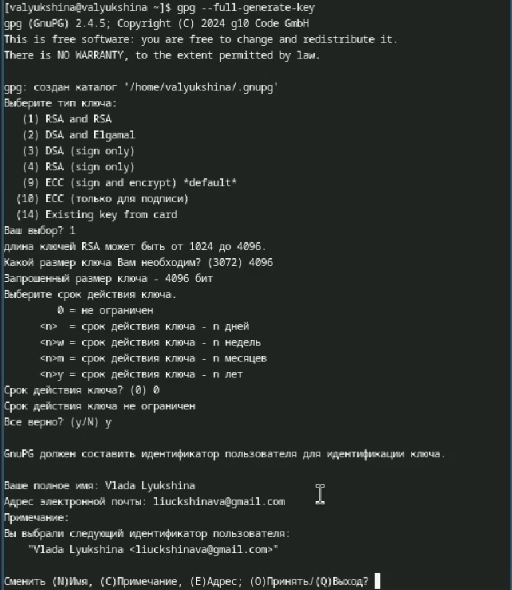 [valyukshina@valyukshina ~]$ gpg --full-generate-key
gpg (GnuPG) 2.4.5; Copyright (C) 2024 g10 Code GmbH
This is free software: you are free to change and redistribute it.
There is NO WARRANTY, to the extent permitted by law.
gpg: создан каталог '/home/valyukshina/.gnupg'
Выберите тип ключа:
(1) RSA and RSA
(2) DSA and Elgamal
(3) DSA (sign only)
(4) RSA (sign only)
(9) ECC (sign and encrypt) *default*
(10) ECC (только для подписи)
(14) Existing key from card
Ваш выбор? 1
длина ключей RSA может быть от 1024 до 4096.
Какой размер ключа Вам необходим? (3072) 4096
Запрошенный размер ключа - 4096 бит
Выберите срок действия ключа.
0 = не ограничен
<n> = срок действия ключа - n дней
<n>w = срок действия ключа - n недель
<n>m = срок действия ключа - n месяцев
<n>y = срок действия ключа - n лет
Срок действия ключа? (0) 0
Срок действия ключа не ограничен
Все верно? (y/N) y
GnuPG должен составить идентификатор пользователя для идентификации ключа.
Ваше полное имя: Vlada Lyukshina
Адрес электронной почты: liuckshinava@gmail.com
Примечание:
Вы выбрали следующий идентификатор пользователя:
"Vlada Lyukshina <liuckshinava@gmail.com>"
Сменить (N)Имя, (C)Примечание, (E)Адрес; (O)Принять/(Q)Выход?